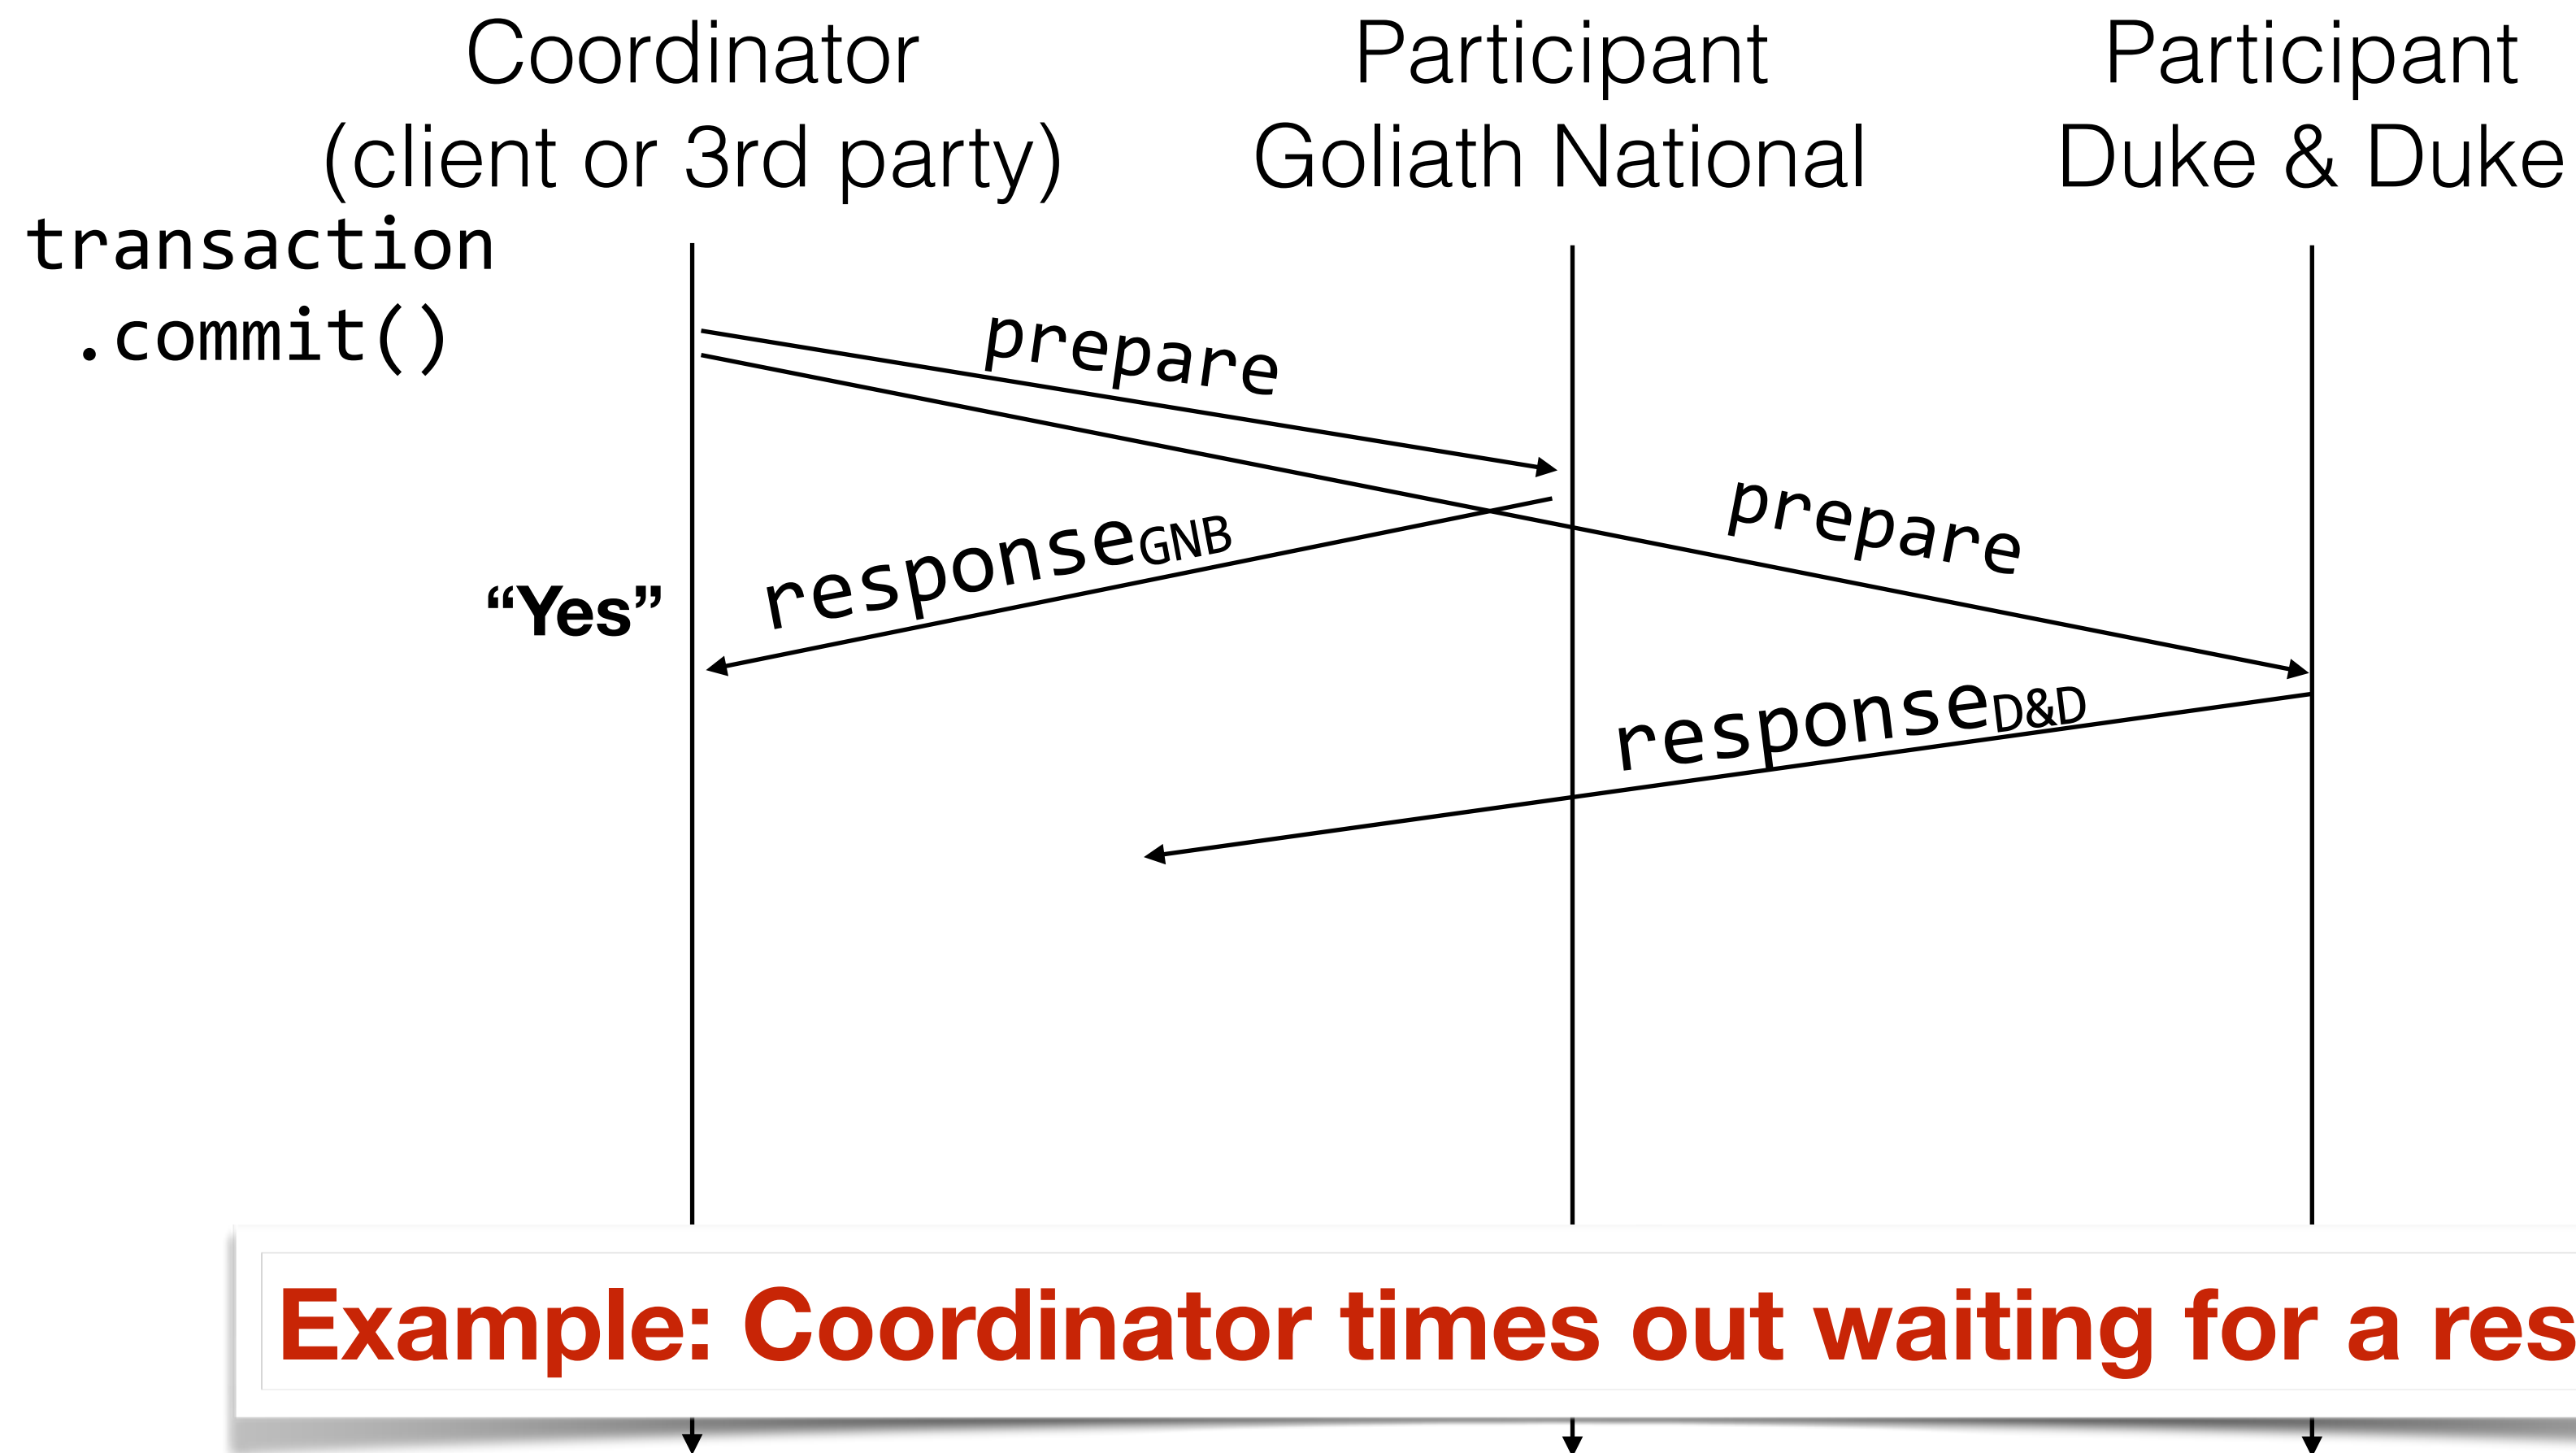 Coordinator
(client or 3rd party)
Participant
Goliath National
Participant
Duke & Duke
transaction
.commit()
prepare
prepare
responseGNB
“Yes”
responseD&D
Example: Coordinator times out waiting for a res